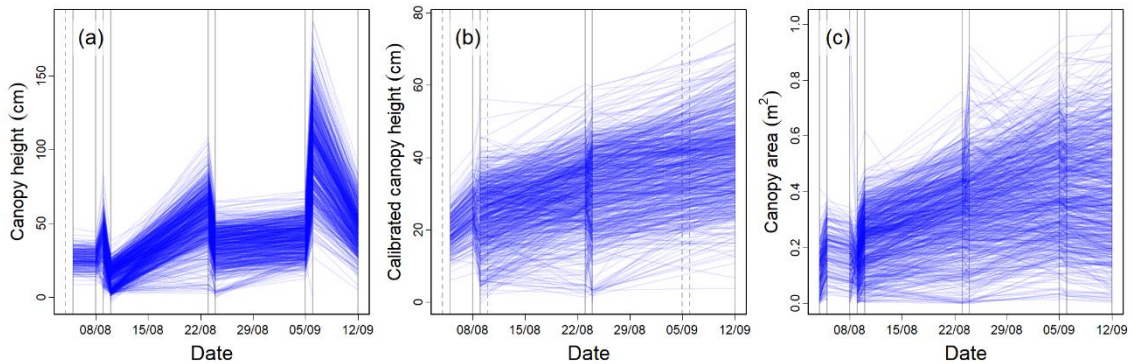 (a)
Canopy height (cm)
0
50
100
150
08/08 15/08 22/08 29/08 05/09 12/09
Date
(b)
Calibrated canopy height (cm)
0
20
40
60
80
08/08 15/08 22/08 29/08 05/09 12/09
Date
(c)
Canopy area (m²)
0.0
0.2
0.4
0.6
0.8
1.0
08/08 15/08 22/08 29/08 05/09 12/09
Date